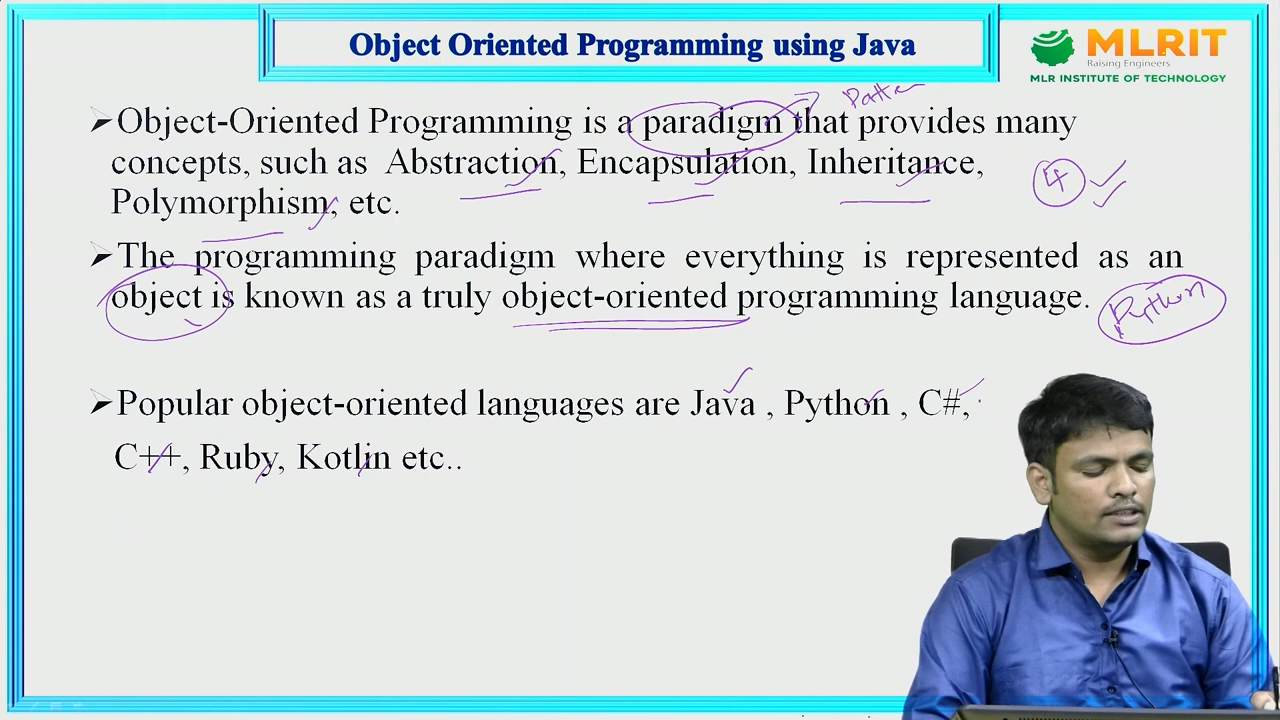 Object Oriented Programming using Java
MLRIT
Raising Engineers
MLR INSTITUTE OF TECHNOLOGY
➢Object-Oriented Programming is a paradigm that provides many
concepts, such as Abstraction, Encapsulation, Inheritance,
Polymorphism, etc.
4
➢The programming paradigm where everything is represented as an
object is known as a truly object-oriented programming language.
Python
➢Popular object-oriented languages are Java , Python , C#,
C++, Ruby, Kotlin etc..